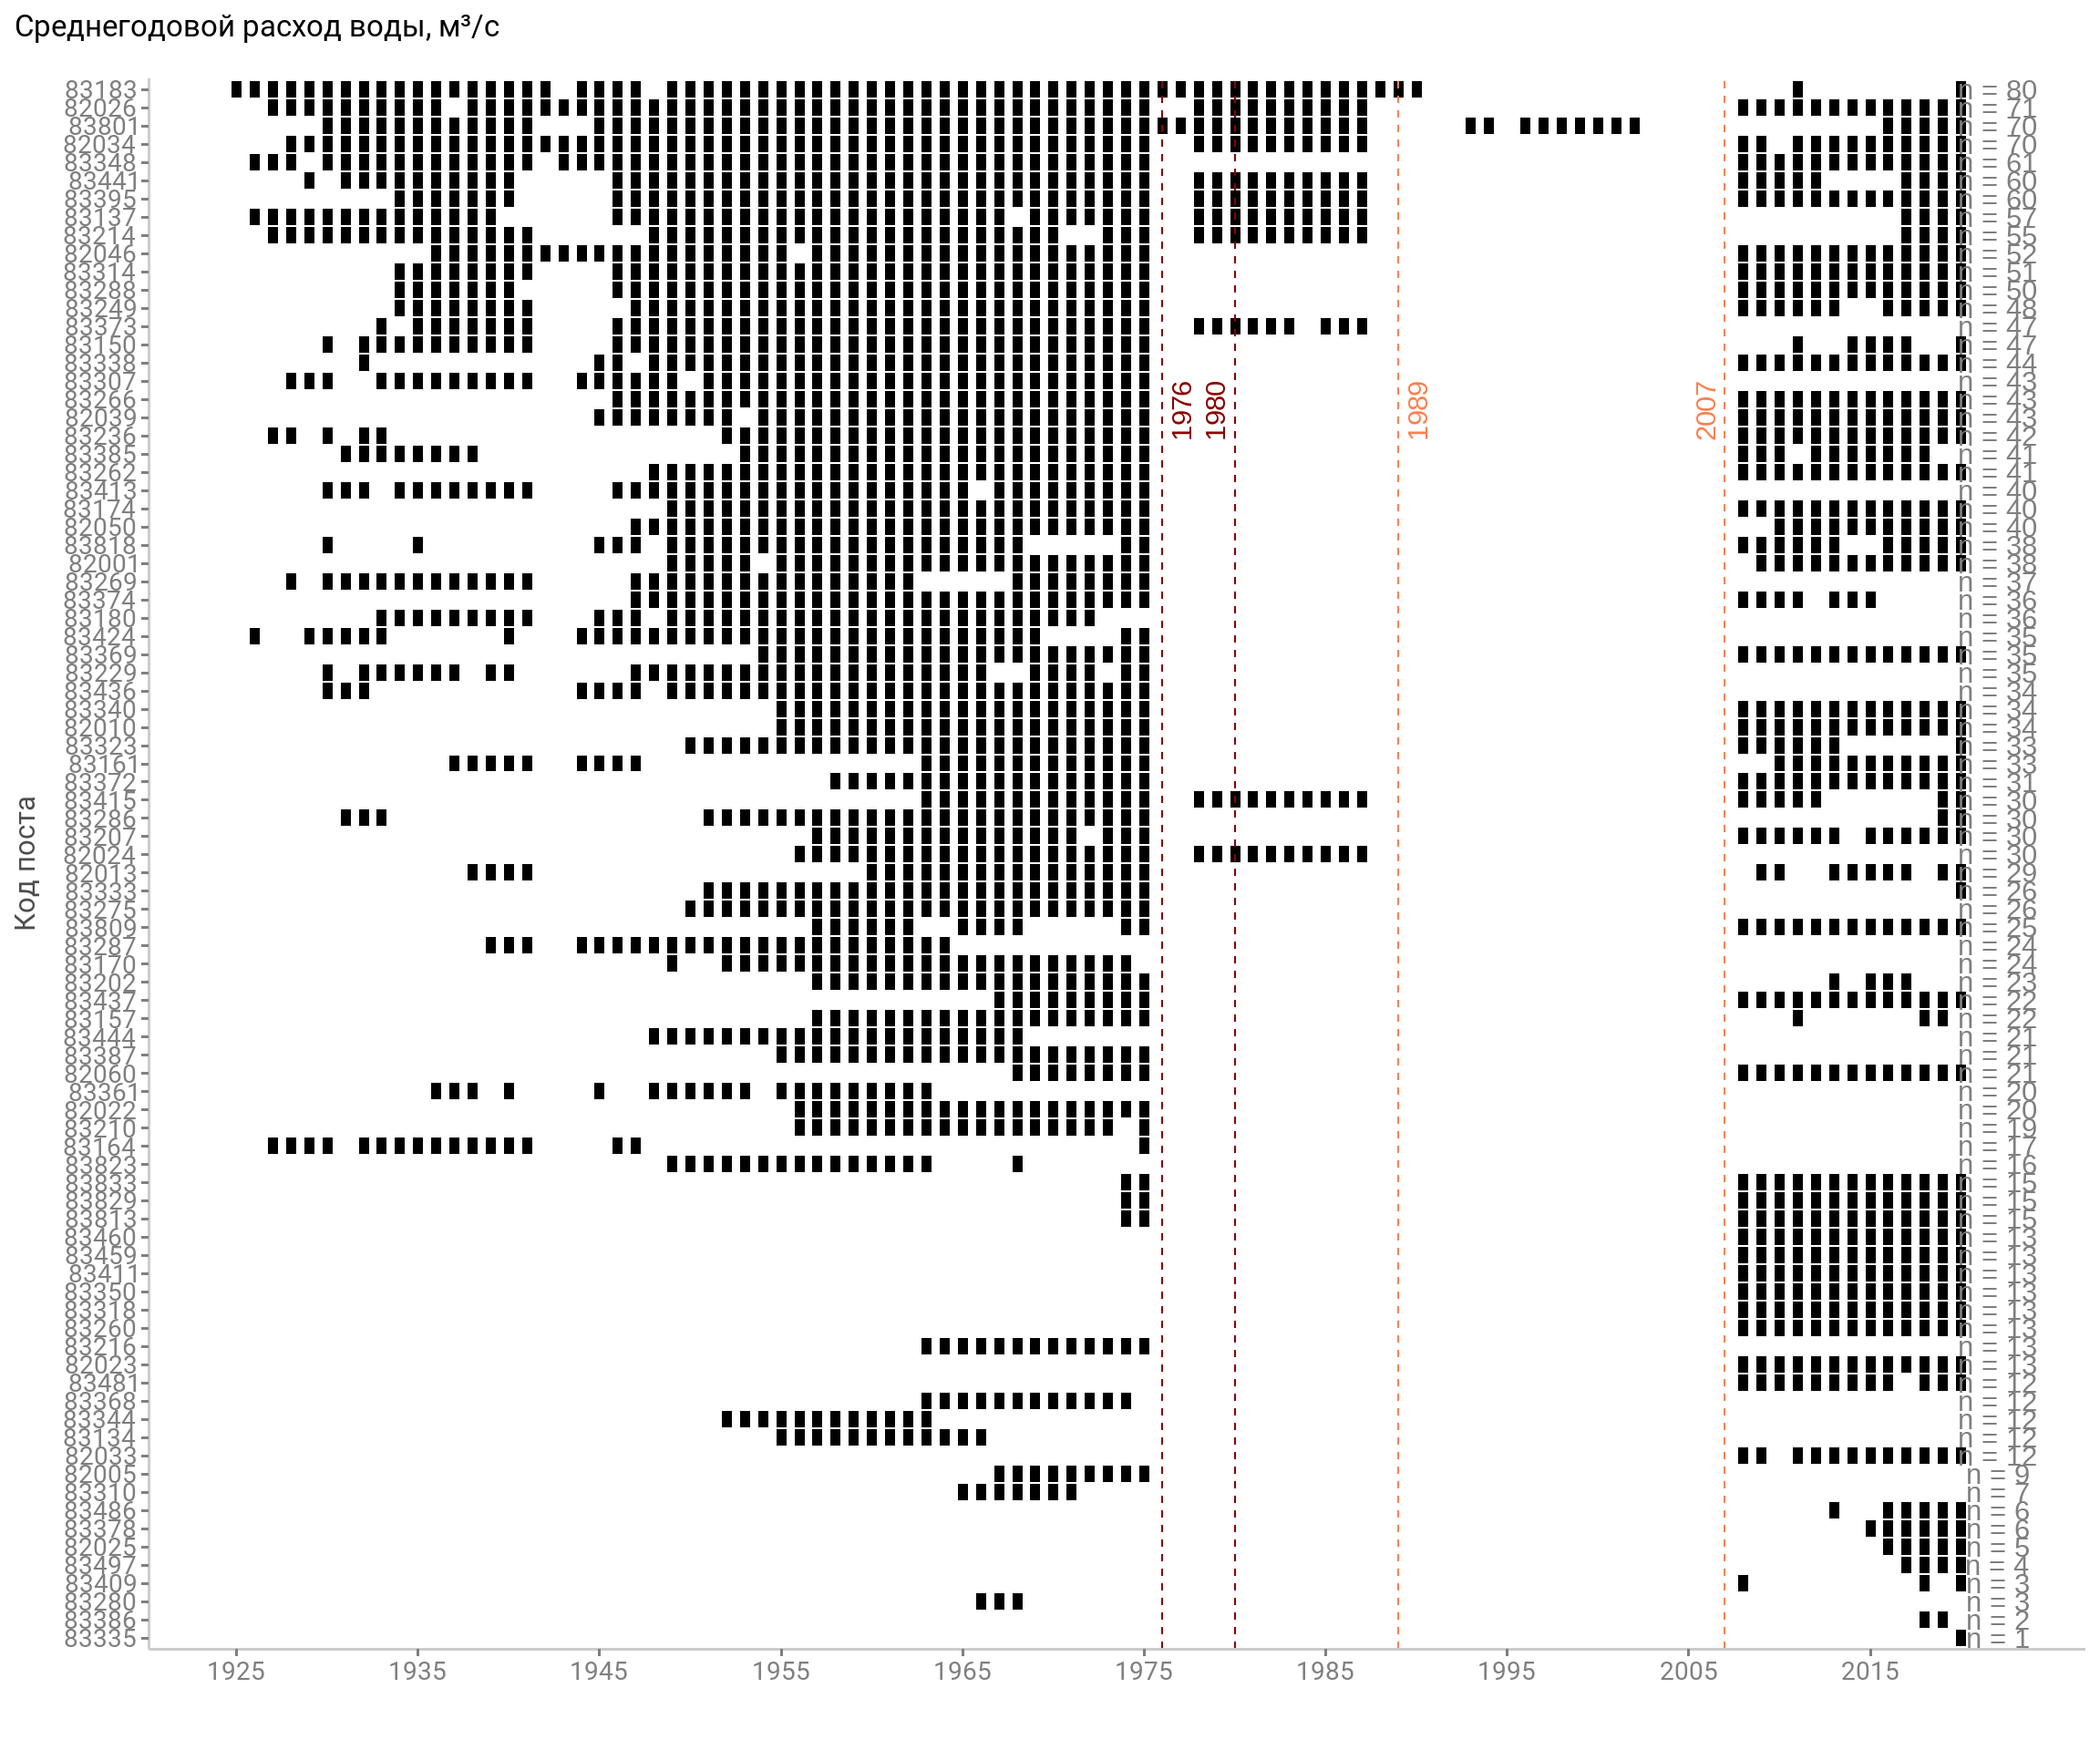 Среднегодовой расход воды, м³/с
Код поста
83183 n = 80
82026 n = 71
83801 n = 70
82034 n = 70
83348 n = 61
83441 n = 60
83395 n = 60
83137 n = 57
83214 n = 55
82046 n = 52
83314 n = 51
83288 n = 50
83249 n = 48
83373 n = 47
83150 n = 47
83338 n = 44
83307 n = 43
83266 n = 43
82039 n = 43
83236 n = 42
83385 n = 41
83262 n = 41
83413 n = 40
83174 n = 40
82050 n = 40
83818 n = 38
82001 n = 38
83269 n = 37
83374 n = 36
83180 n = 36
83424 n = 35
83369 n = 35
83229 n = 35
83436 n = 34
83340 n = 34
82010 n = 34
83323 n = 33
83161 n = 33
83372 n = 31
83415 n = 30
83286 n = 30
83207 n = 30
82024 n = 30
82013 n = 29
83333 n = 26
83275 n = 26
83809 n = 25
83287 n = 24
83170 n = 24
83202 n = 23
83437 n = 22
83157 n = 22
83444 n = 21
83387 n = 21
82060 n = 21
83361 n = 20
82022 n = 20
83210 n = 19
83164 n = 17
83823 n = 16
83833 n = 15
83829 n = 15
83813 n = 15
83460 n = 13
83459 n = 13
83411 n = 13
83350 n = 13
83318 n = 13
83260 n = 13
83216 n = 13
82023 n = 13
83481 n = 12
83368 n = 12
83344 n = 12
83134 n = 12
82033 n = 12
82005 n = 9
83310 n = 7
83486 n = 6
83378 n = 6
82025 n = 5
83497 n = 4
83409 n = 3
83280 n = 3
83386 n = 2
83335 n = 1
1976
1980
1989
2007
1925 1935 1945 1955 1965 1975 1985 1995 2005 2015